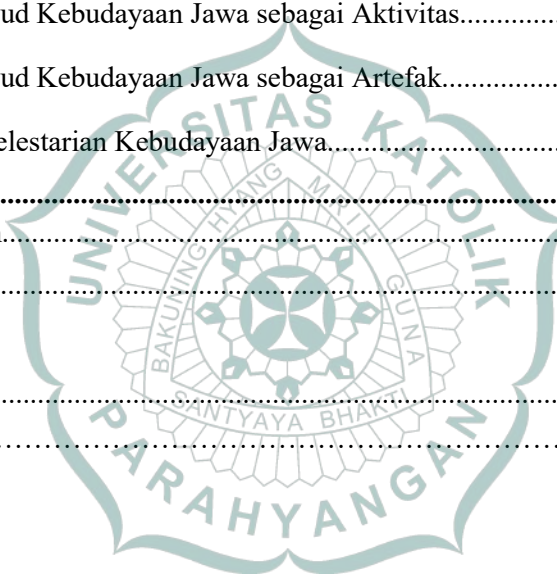 ud Kebudayaan Jawa sebagai Aktivitas.............
ud Kebudayaan Jawa sebagai Artefak...............
elestarian Kebudayaan Jawa..............................
UNIVERSITAS KATOLIK
PARAHYANGAN
BAKUNING HYANG MRIH GUNA
SANTYAYA BHAKTI